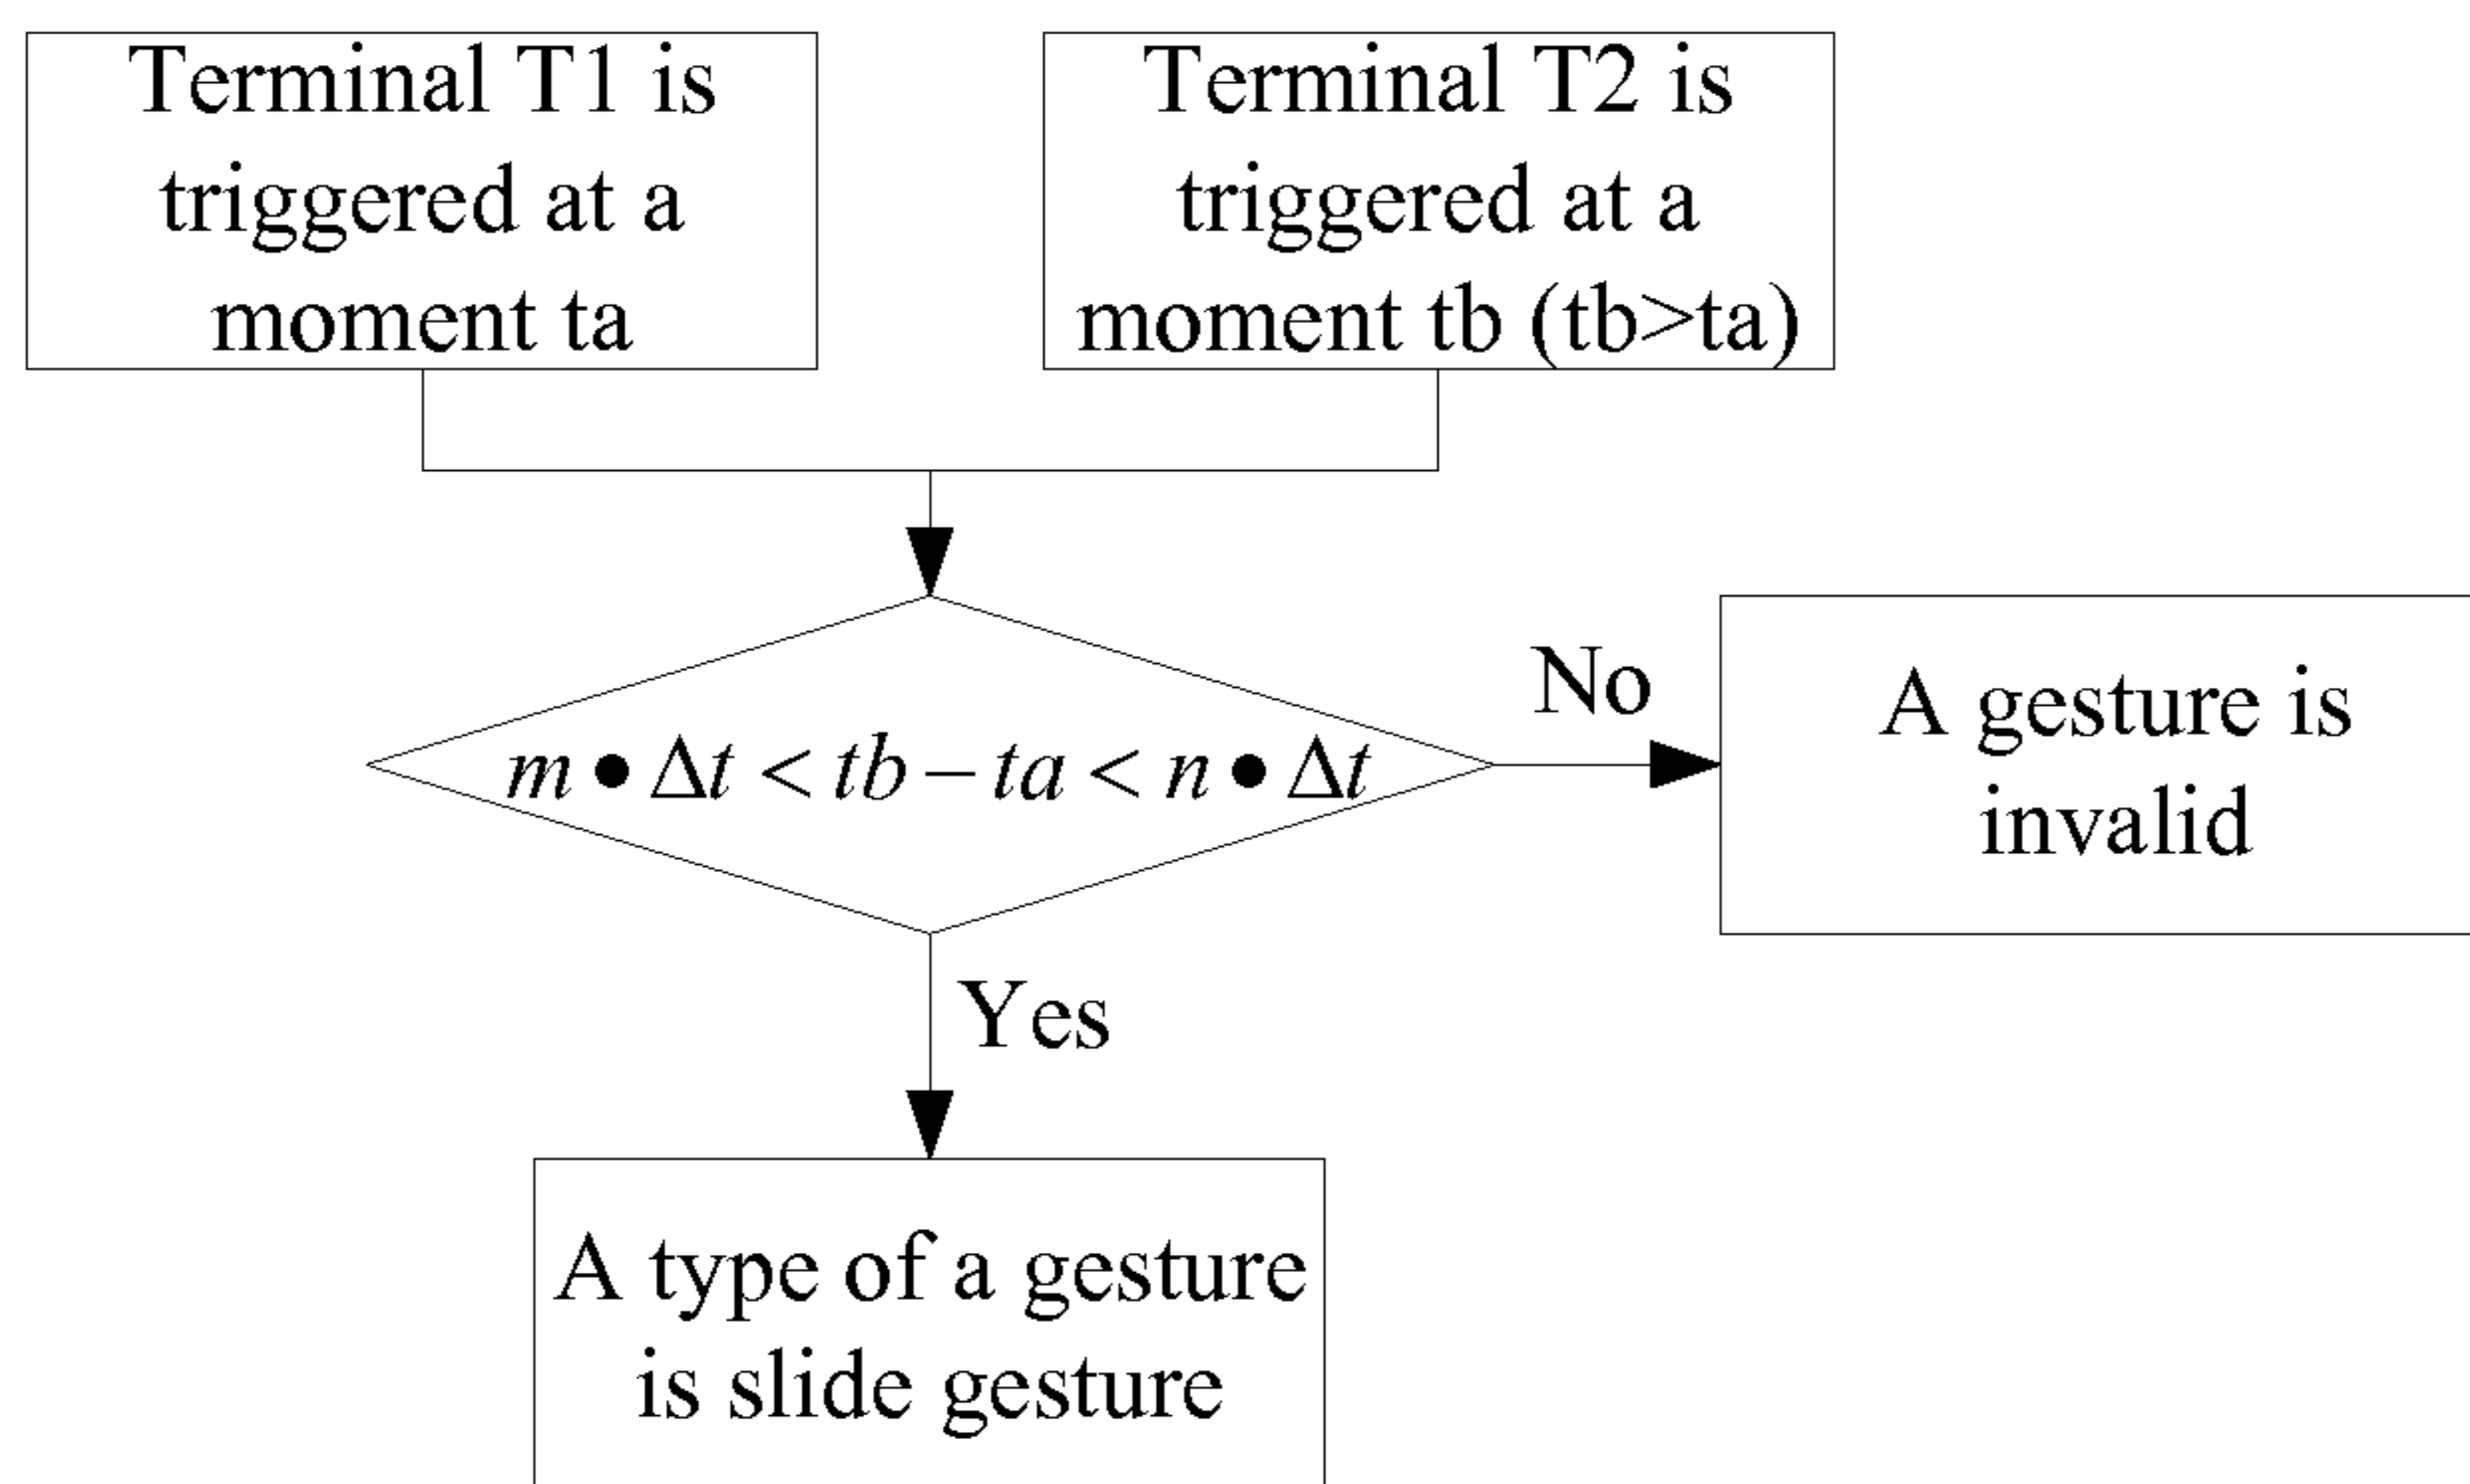 Terminal T1 is
triggered at a
moment ta
Terminal T2 is
triggered at a
moment tb (tb>ta)
m • Δt < tb − ta < n • Δt
No
A gesture is
invalid
Yes
A type of a gesture
is slide gesture